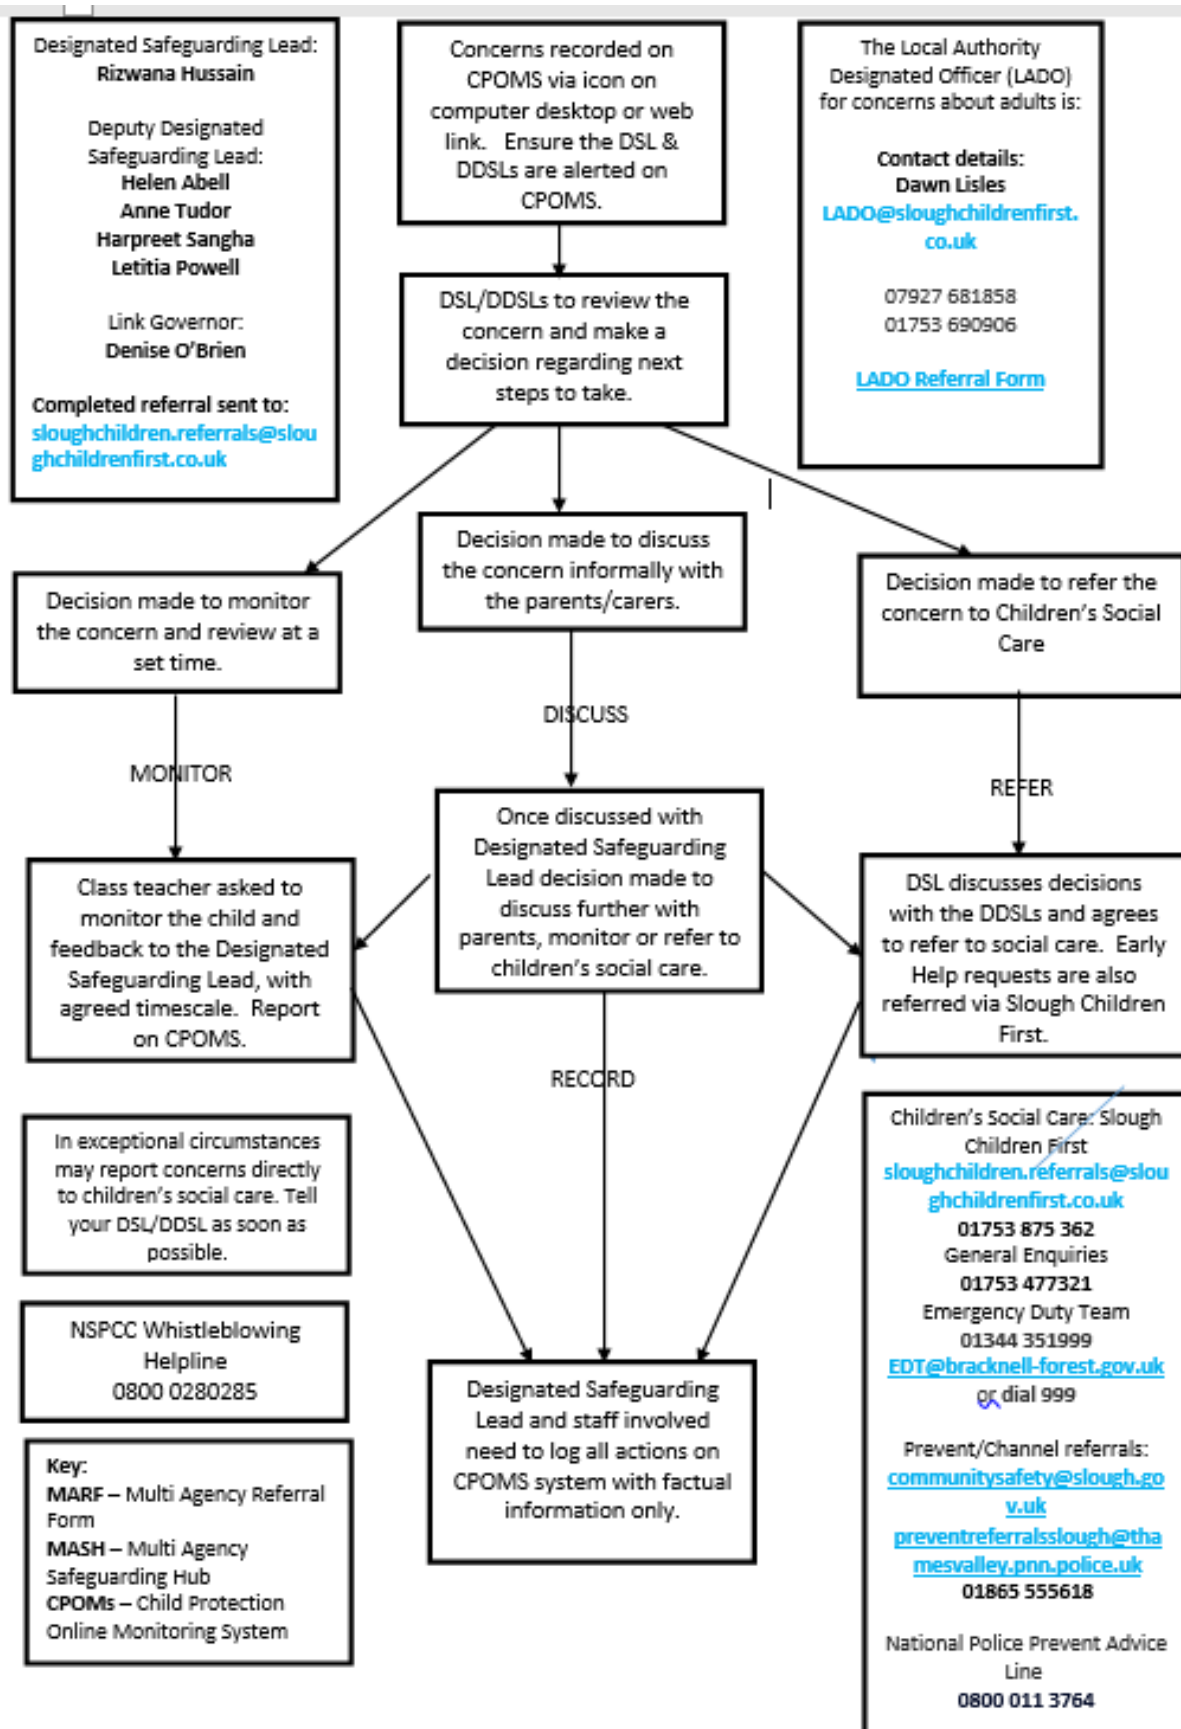 Designated Safeguarding Lead:
Rizwana Hussain
Deputy Designated
Safeguarding Lead:
Helen Abell
Anne Tudor
Harpreet Sangha
Letitia Powell
Link Governor:
Denise O'Brien
Completed referral sent to:
sloughchildren.referrals@slou
ghchildrenfirst.co.uk
Concerns recorded on
CPOMS via icon on
computer desktop or web
link. Ensure the DSL &
DDSLs are alerted on
CPOMS.
The Local Authority
Designated Officer (LADO)
for concerns about adults is:
Contact details:
Dawn Lisles
LADO@sloughchildrenfirst.
co.uk
07927 681858
01753 690906
LADO Referral Form
DSL/DDSLs to review the
concern and make a
decision regarding next
steps to take.
Decision made to monitor
the concern and review at a
set time.
Decision made to discuss
the concern informally with
the parents/carers.
Decision made to refer the
concern to Children's Social
Care
MONITOR
DISCUSS
REFER
Class teacher asked to
monitor the child and
feedback to the Designated
Safeguarding Lead, with
agreed timescale. Report
on CPOMS.
Once discussed with
Designated Safeguarding
Lead decision made to
discuss further with
parents, monitor or refer to
children's social care.
DSL discusses decisions
with the DDSLs and agrees
to refer to social care. Early
Help requests are also
referred via Slough Children
First.
RECORD
In exceptional circumstances
may report concerns directly
to children's social care. Tell
your DSL/DDSL as soon as
possible.
NSPCC Whistleblowing
Helpline
0800 0280285
Key:
MARF – Multi Agency Referral
Form
MASH – Multi Agency
Safeguarding Hub
CPOMs – Child Protection
Online Monitoring System
Designated Safeguarding
Lead and staff involved
need to log all actions on
CPOMS system with factual
information only.
Children's Social Care: Slough
Children First
sloughchildren.referrals@slou
ghchildrenfirst.co.uk
01753 875 362
General Enquiries
01753 477321
Emergency Duty Team
01344 351999
EDT@bracknell-forest.gov.uk
or dial 999
Prevent/Channel referrals:
communitysafety@slough.go
v.uk
preventreferralsslough@tha
mesvalley.pnn.police.uk
01865 555618
National Police Prevent Advice
Line
0800 011 3764